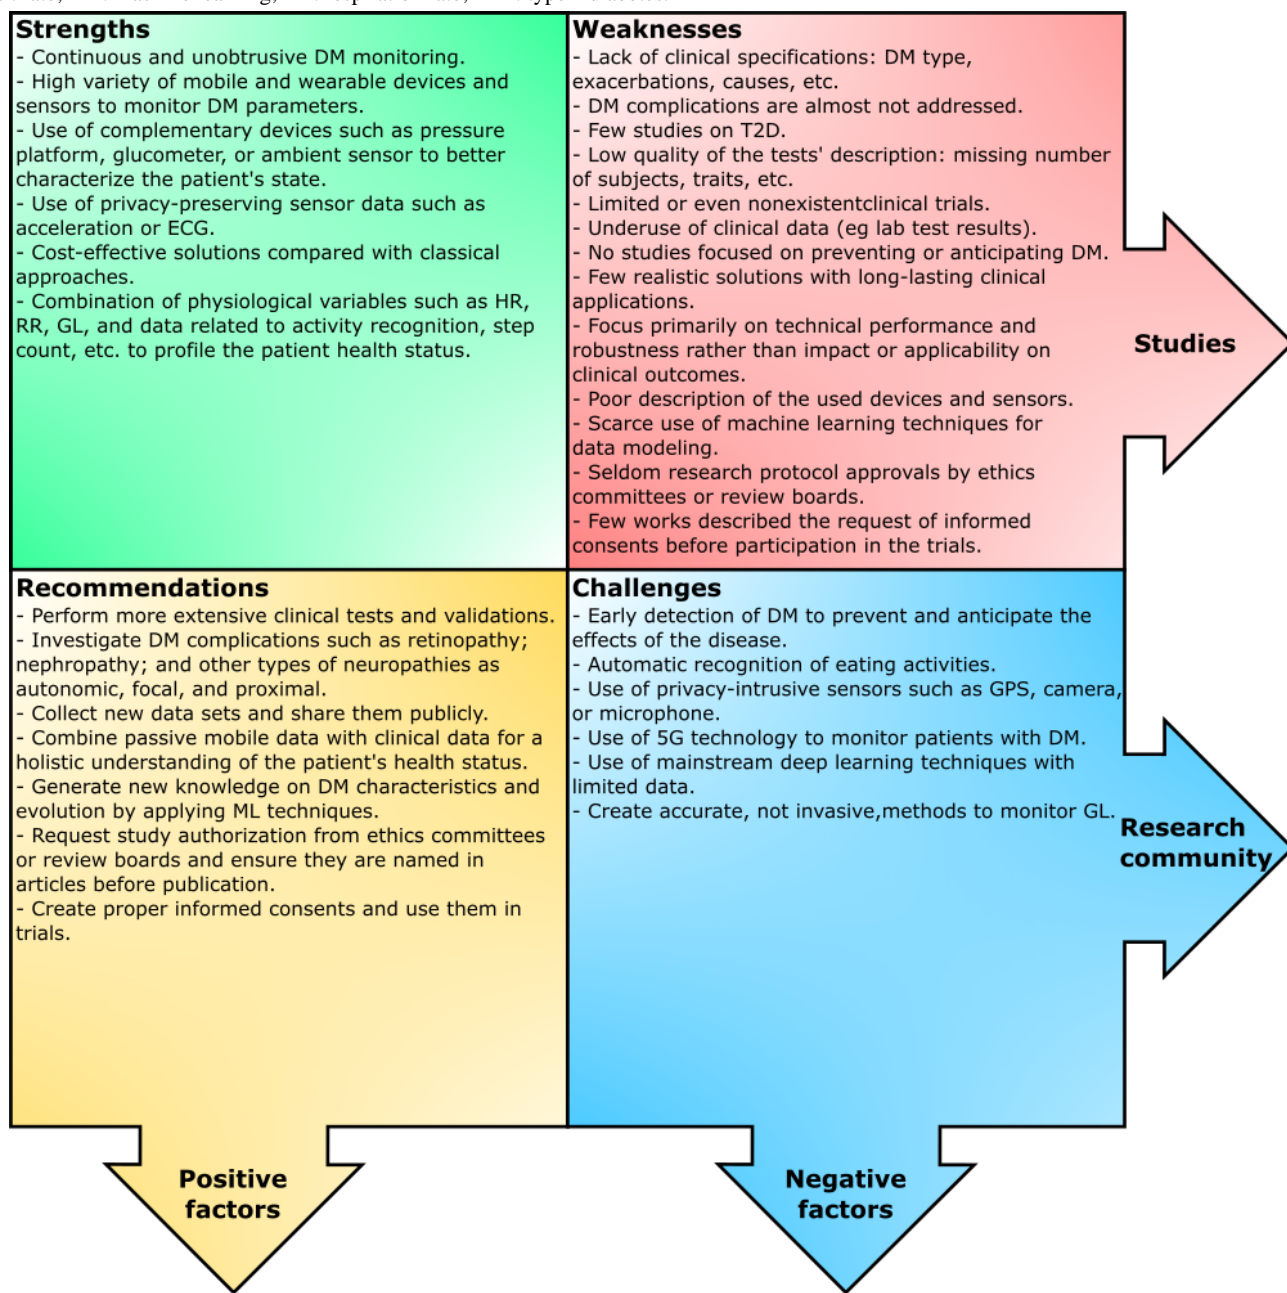 Strengths
- Continuous and unobtrusive DM monitoring.
- High variety of mobile and wearable devices and
sensors to monitor DM parameters.
- Use of complementary devices such as pressure
platform, glucometer, or ambient sensor to better
characterize the patient's state.
- Use of privacy-preserving sensor data such as
acceleration or ECG.
- Cost-effective solutions compared with classical
approaches.
- Combination of physiological variables such as HR,
RR, GL, and data related to activity recognition, step
count, etc. to profile the patient health status.
Weaknesses
- Lack of clinical specifications: DM type,
exacerbations, causes, etc.
- DM complications are almost not addressed.
- Few studies on T2D.
- Low quality of the tests' description: missing number
of subjects, traits, etc.
- Limited or even nonexistentclinical trials.
- Underuse of clinical data (eg lab test results).
- No studies focused on preventing or anticipating DM.
- Few realistic solutions with long-lasting clinical
applications.
- Focus primarily on technical performance and
robustness rather than impact or applicability on
clinical outcomes.
- Poor description of the used devices and sensors.
- Scarce use of machine learning techniques for
data modeling.
- Seldom research protocol approvals by ethics
committees or review boards.
- Few works described the request of informed
consents before participation in the trials.
Studies
Recommendations
- Perform more extensive clinical tests and validations.
- Investigate DM complications such as retinopathy;
nephropathy; and other types of neuropathies as
autonomic, focal, and proximal.
- Collect new data sets and share them publicly.
- Combine passive mobile data with clinical data for a
holistic understanding of the patient's health status.
- Generate new knowledge on DM characteristics and
evolution by applying ML techniques.
- Request study authorization from ethics committees
or review boards and ensure they are named in
articles before publication.
- Create proper informed consents and use them in
trials.
Challenges
- Early detection of DM to prevent and anticipate the
effects of the disease.
- Automatic recognition of eating activities.
- Use of privacy-intrusive sensors such as GPS, camera,
or microphone.
- Use of 5G technology to monitor patients with DM.
- Use of mainstream deep learning techniques with
limited data.
- Create accurate, not invasive,methods to monitor GL.
Research
community
Positive
factors
Negative
factors